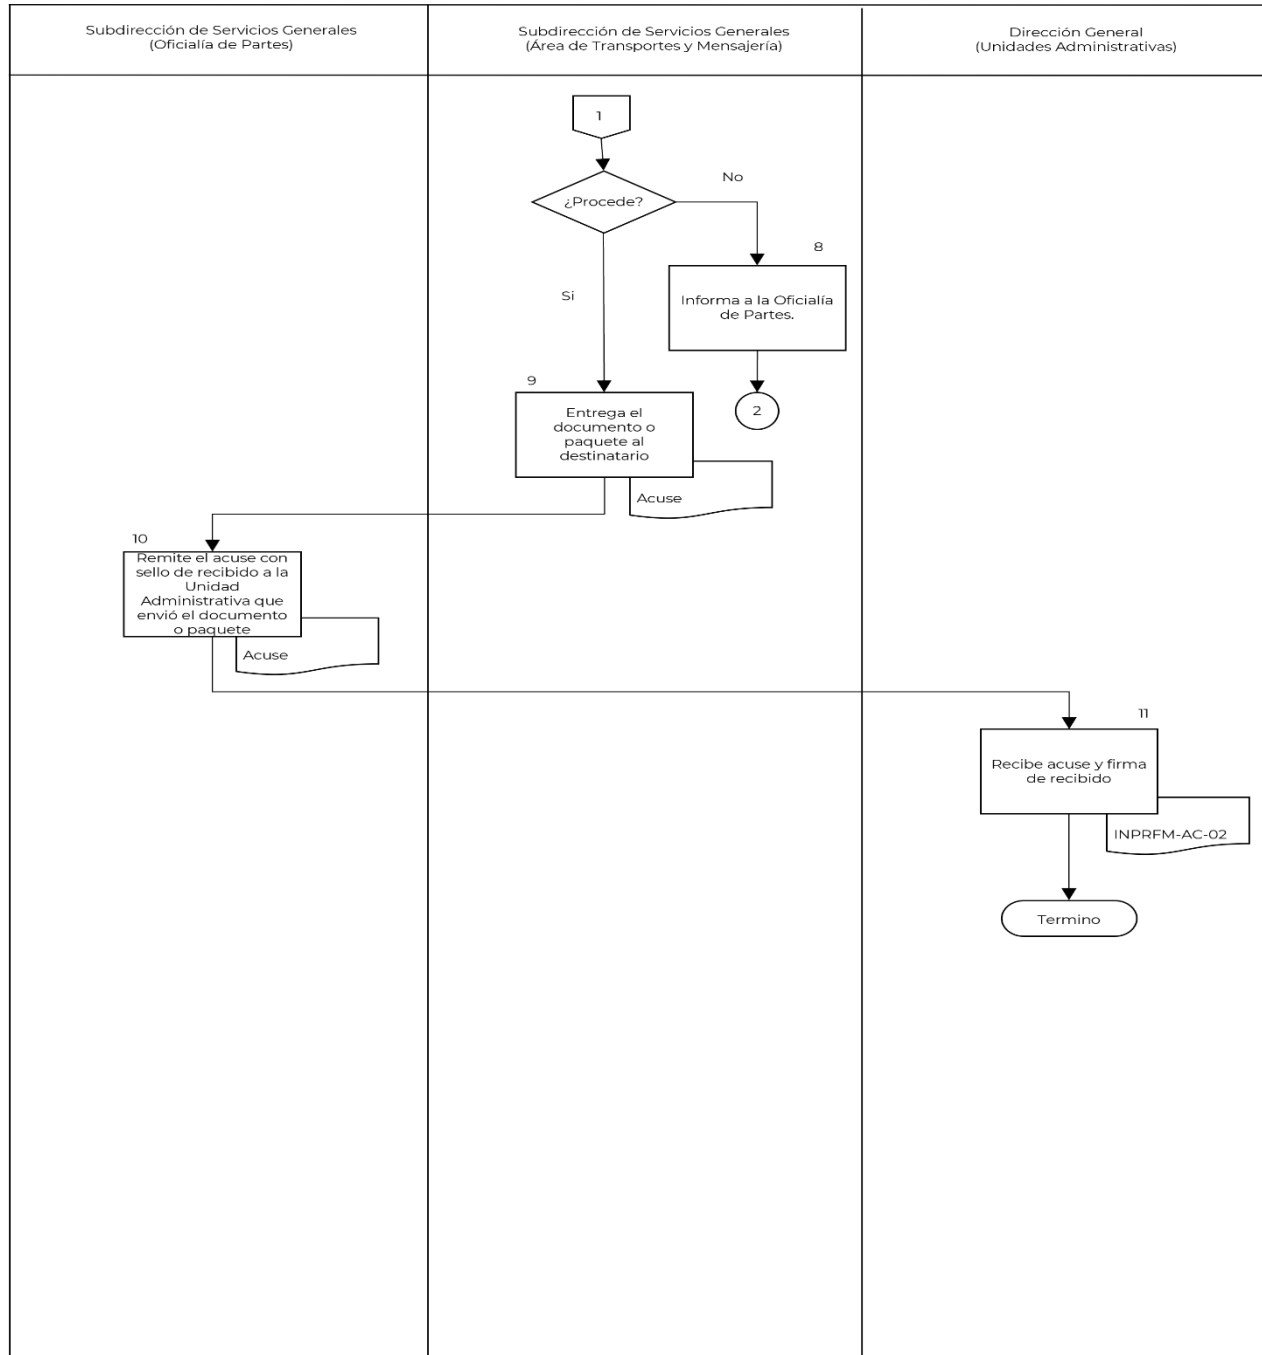 Subdirección de Servicios Generales
(Oficialía de Partes)
Subdirección de Servicios Generales
(Área de Transportes y Mensajería)
Dirección General
(Unidades Administrativas)
1
¿Procede?
No
Si
8
Informa a la Oficialía
de Partes.
2
9
Entrega el
documento o
paquete al
destinatario
Acuse
10
Remite el acuse con
sello de recibido a la
Unidad
Administrativa que
envió el documento
o paquete
Acuse
11
Recibe acuse y firma
de recibido
INPRFM-AC-02
Termino